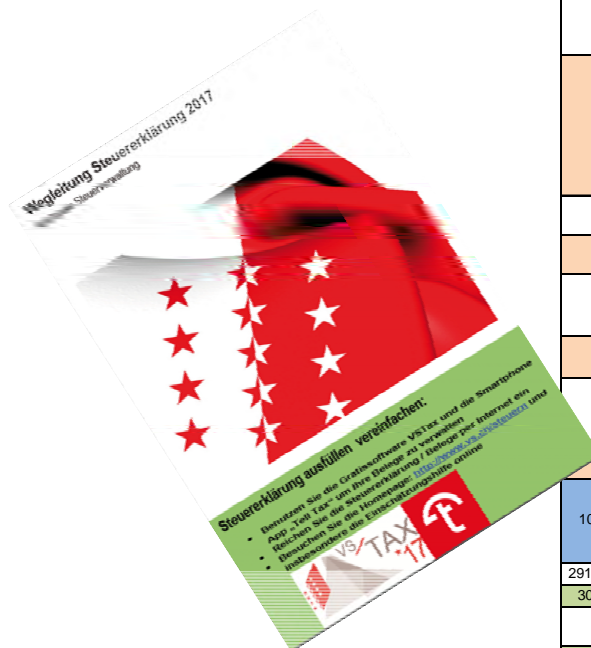 Wegleitung Steuererklärung 2017
Steuerverwaltung
Steuererklärung ausfüllen vereinfachen:
• Benutzen Sie die Gratissoftware VSTax und die Smartphone
App „Tell Tax“ um Ihre Belege zu verwalten
• Reichen Sie die Steuererklärung / Belege per Internet ein
• Besuchen Sie die Homepage: http://www.vs.ch/steuern und
insbesondere die Einschätzungshilfe online
VS/TAX
'17
10
291
30